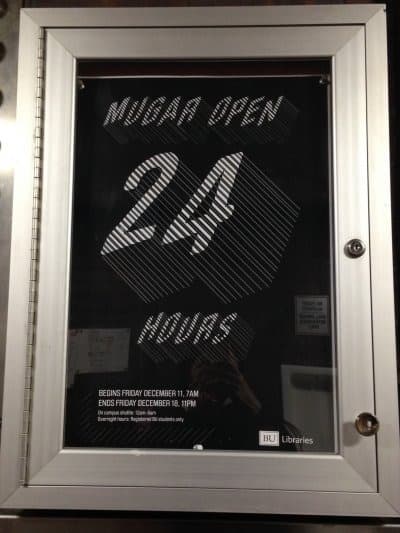 MUGAR OPEN
24
HOURS
BEGINS FRIDAY DECEMBER 11, 7AM
ENDS FRIDAY DECEMBER 18, 11PM
On campus shuttle: 12am-6am
Overnight hours: Registered BU students only
BU Libraries